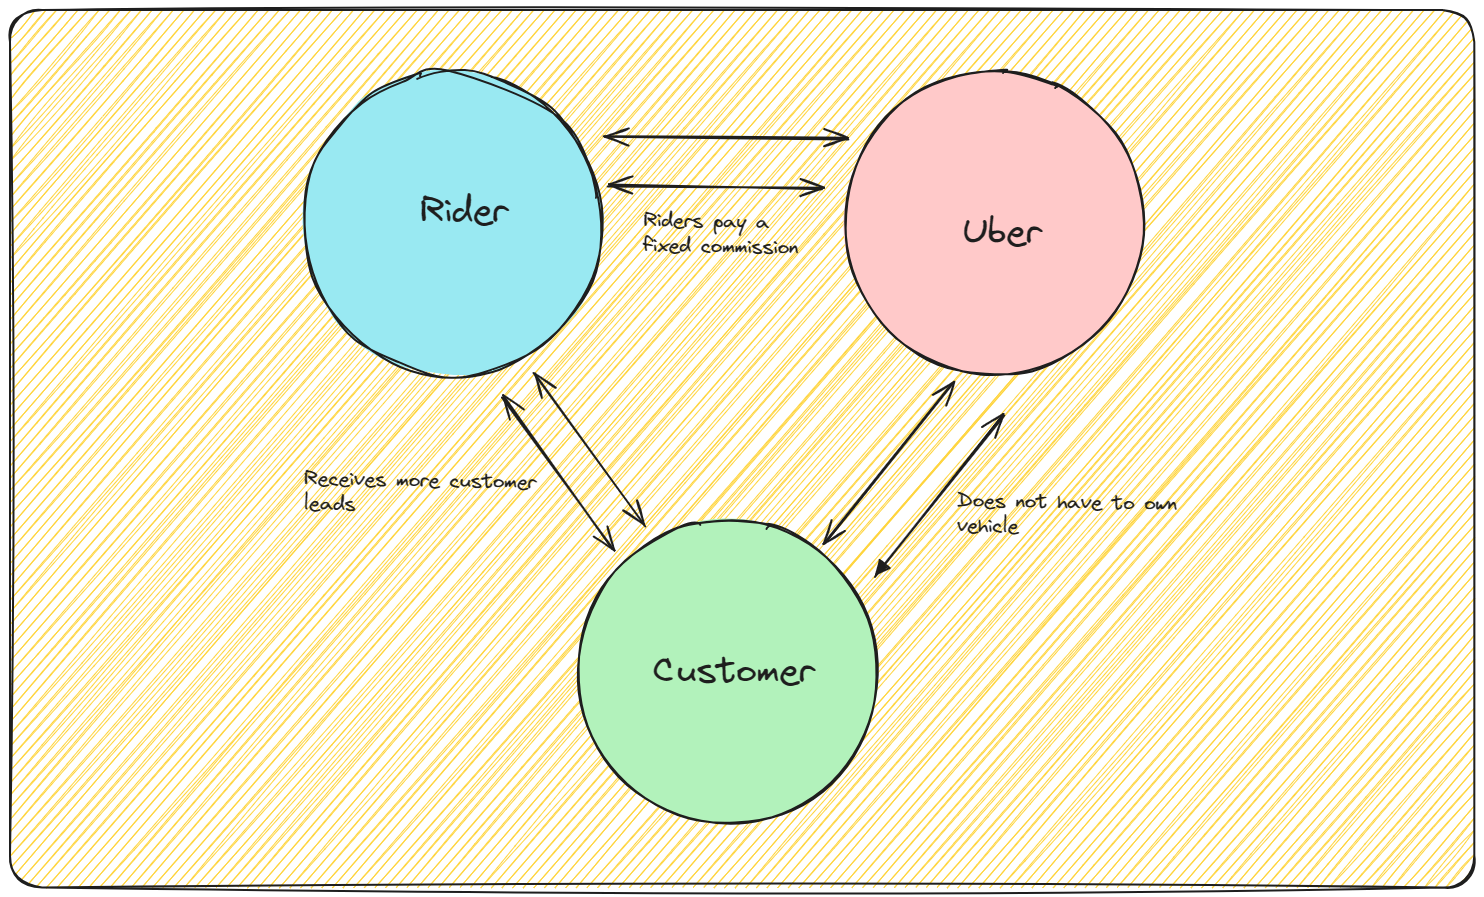 Rider
Uber
Riders pay a
fixed commission
Receives more customer
leads
Does not have to own
vehicle
Customer